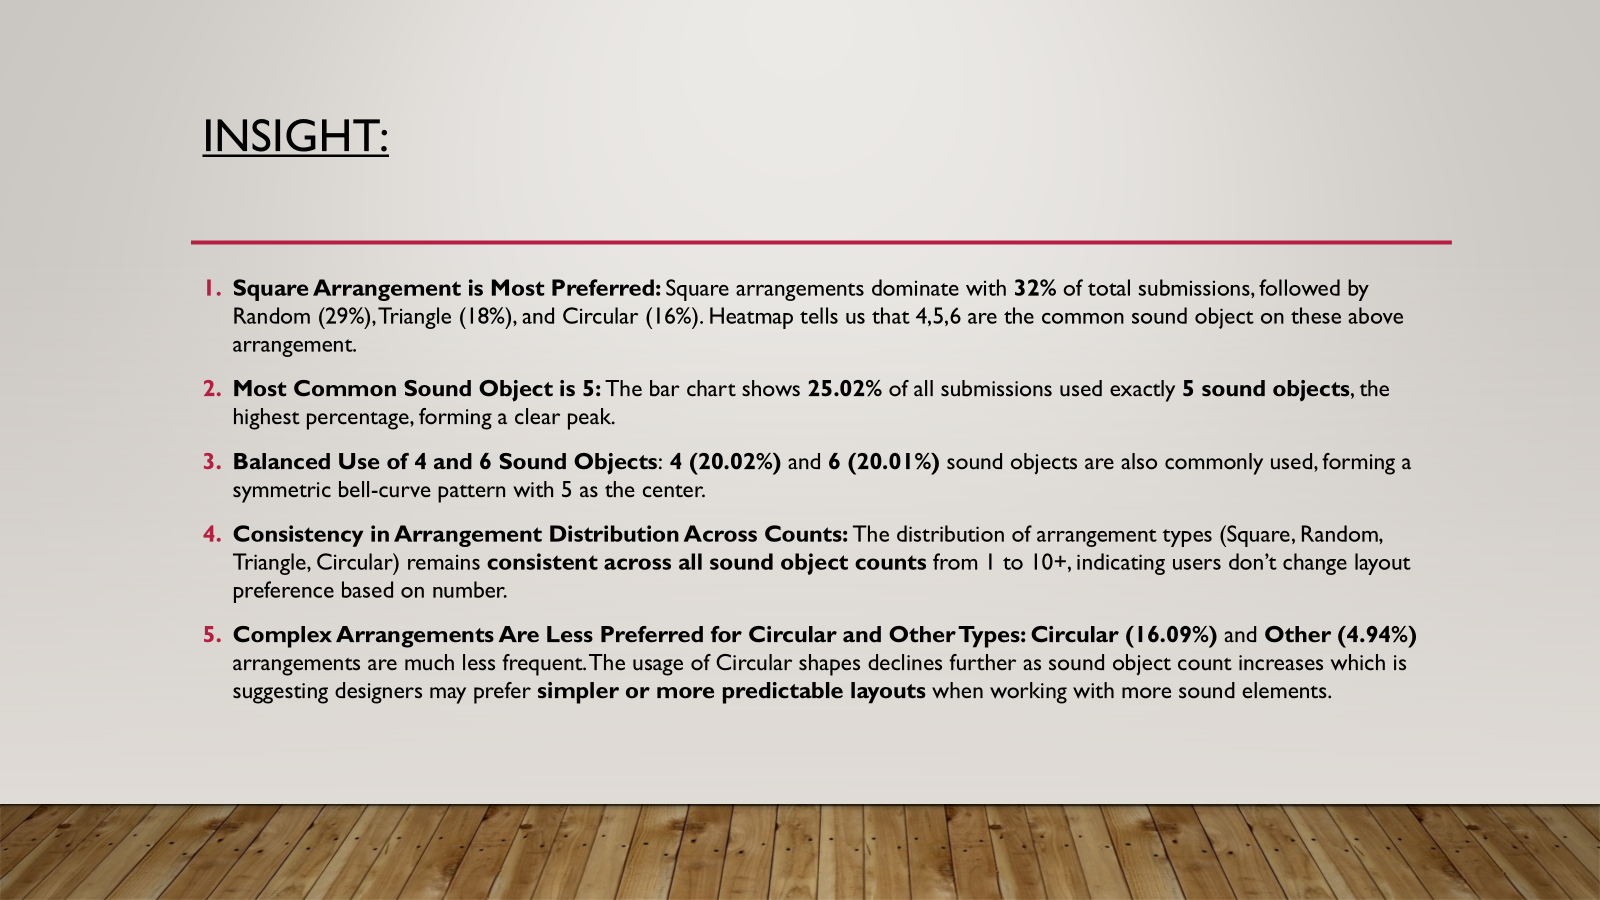 INSIGHT:
1. Square Arrangement is Most Preferred: Square arrangements dominate with 32% of total submissions, followed by
Random (29%), Triangle (18%), and Circular (16%). Heatmap tells us that 4,5,6 are the common sound object on these above
arrangement.
2. Most Common Sound Object is 5: The bar chart shows 25.02% of all submissions used exactly 5 sound objects, the
highest percentage, forming a clear peak.
3. Balanced Use of 4 and 6 Sound Objects: 4 (20.02%) and 6 (20.01%) sound objects are also commonly used, forming a
symmetric bell-curve pattern with 5 as the center.
4. Consistency in Arrangement Distribution Across Counts: The distribution of arrangement types (Square, Random,
Triangle, Circular) remains consistent across all sound object counts from 1 to 10+, indicating users don’t change layout
preference based on number.
5. Complex Arrangements Are Less Preferred for Circular and Other Types: Circular (16.09%) and Other (4.94%)
arrangements are much less frequent. The usage of Circular shapes declines further as sound object count increases which is
suggesting designers may prefer simpler or more predictable layouts when working with more sound elements.